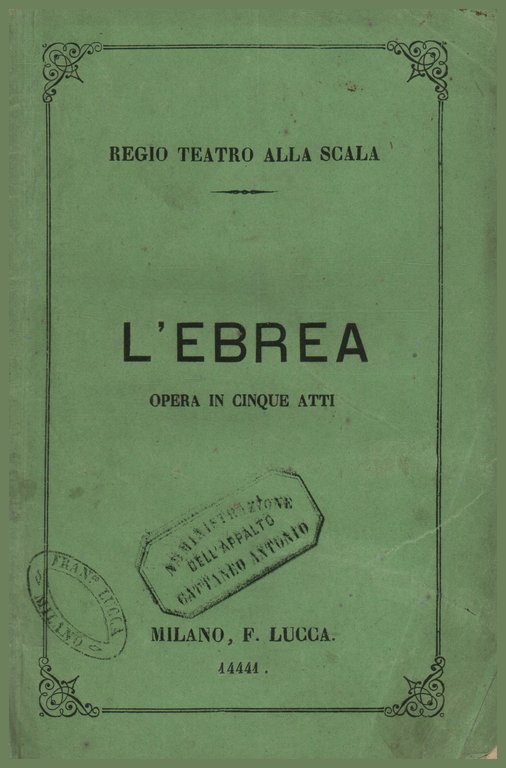 REGIO TEATRO ALLA SCALA
L'EBREA
OPERA IN CINQUE ATTI
AMMINISTRAZIONE
DELL'APPALTO
CATTANEO ANTONIO
FRAN.º LUCCA
MILANO
MILANO, F. LUCCA.
14441.